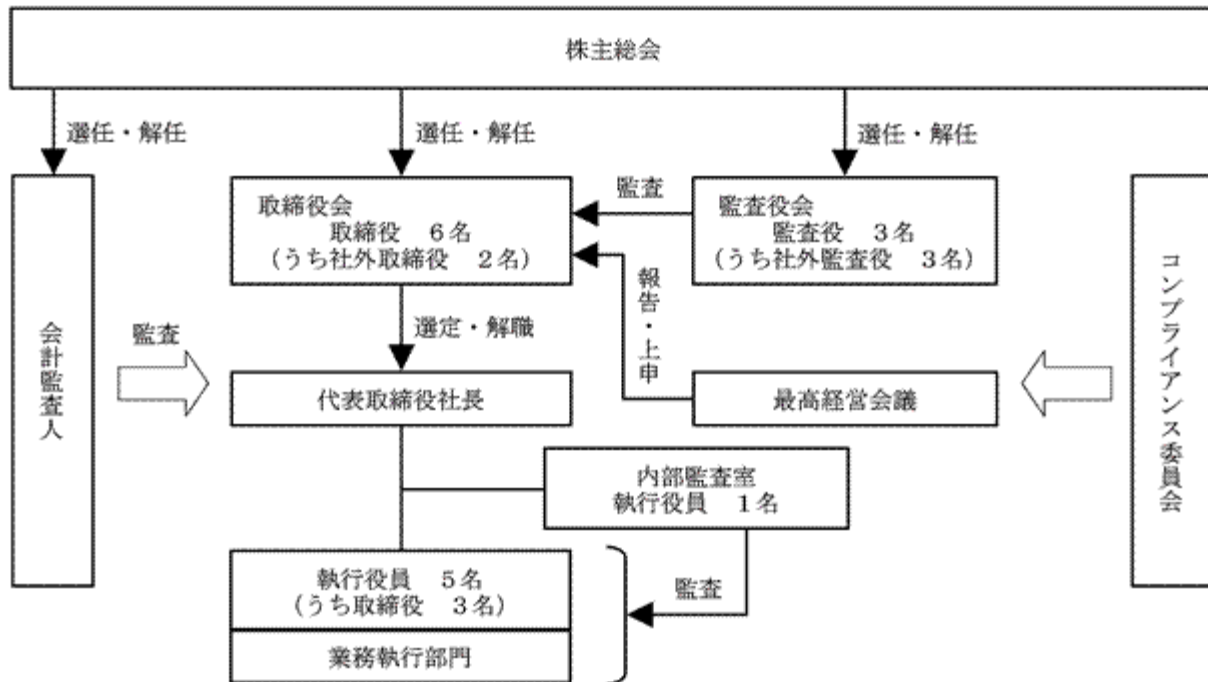 株主総会
選任・解任
選任・解任
選任・解任
会計監査人
取締役会
取締役　６名
（うち社外取締役　２名）
監査
監査役会
監査役　３名
（うち社外監査役　３名）
コンプライアンス委員会
報告・上申
選定・解職
監査
代表取締役社長
最高経営会議
内部監査室
執行役員　１名
執行役員　５名
（うち取締役　３名）
監査
業務執行部門